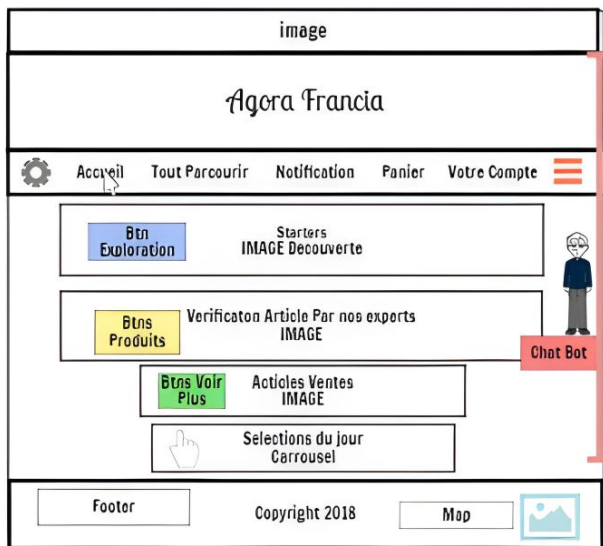 image
Agora Francia
Accueil Tout Parcourir Notification Panier Votre Compte
Btn
Exploration
Starters
IMAGE Decouverte
Btns
Produits
Verificaton Article Par nos experts
IMAGE
Chat Bot
Btns Voir
Plus
Acticles Ventes
IMAGE
Selections du jour
Carrousel
Footer
Copyright 2018
Map